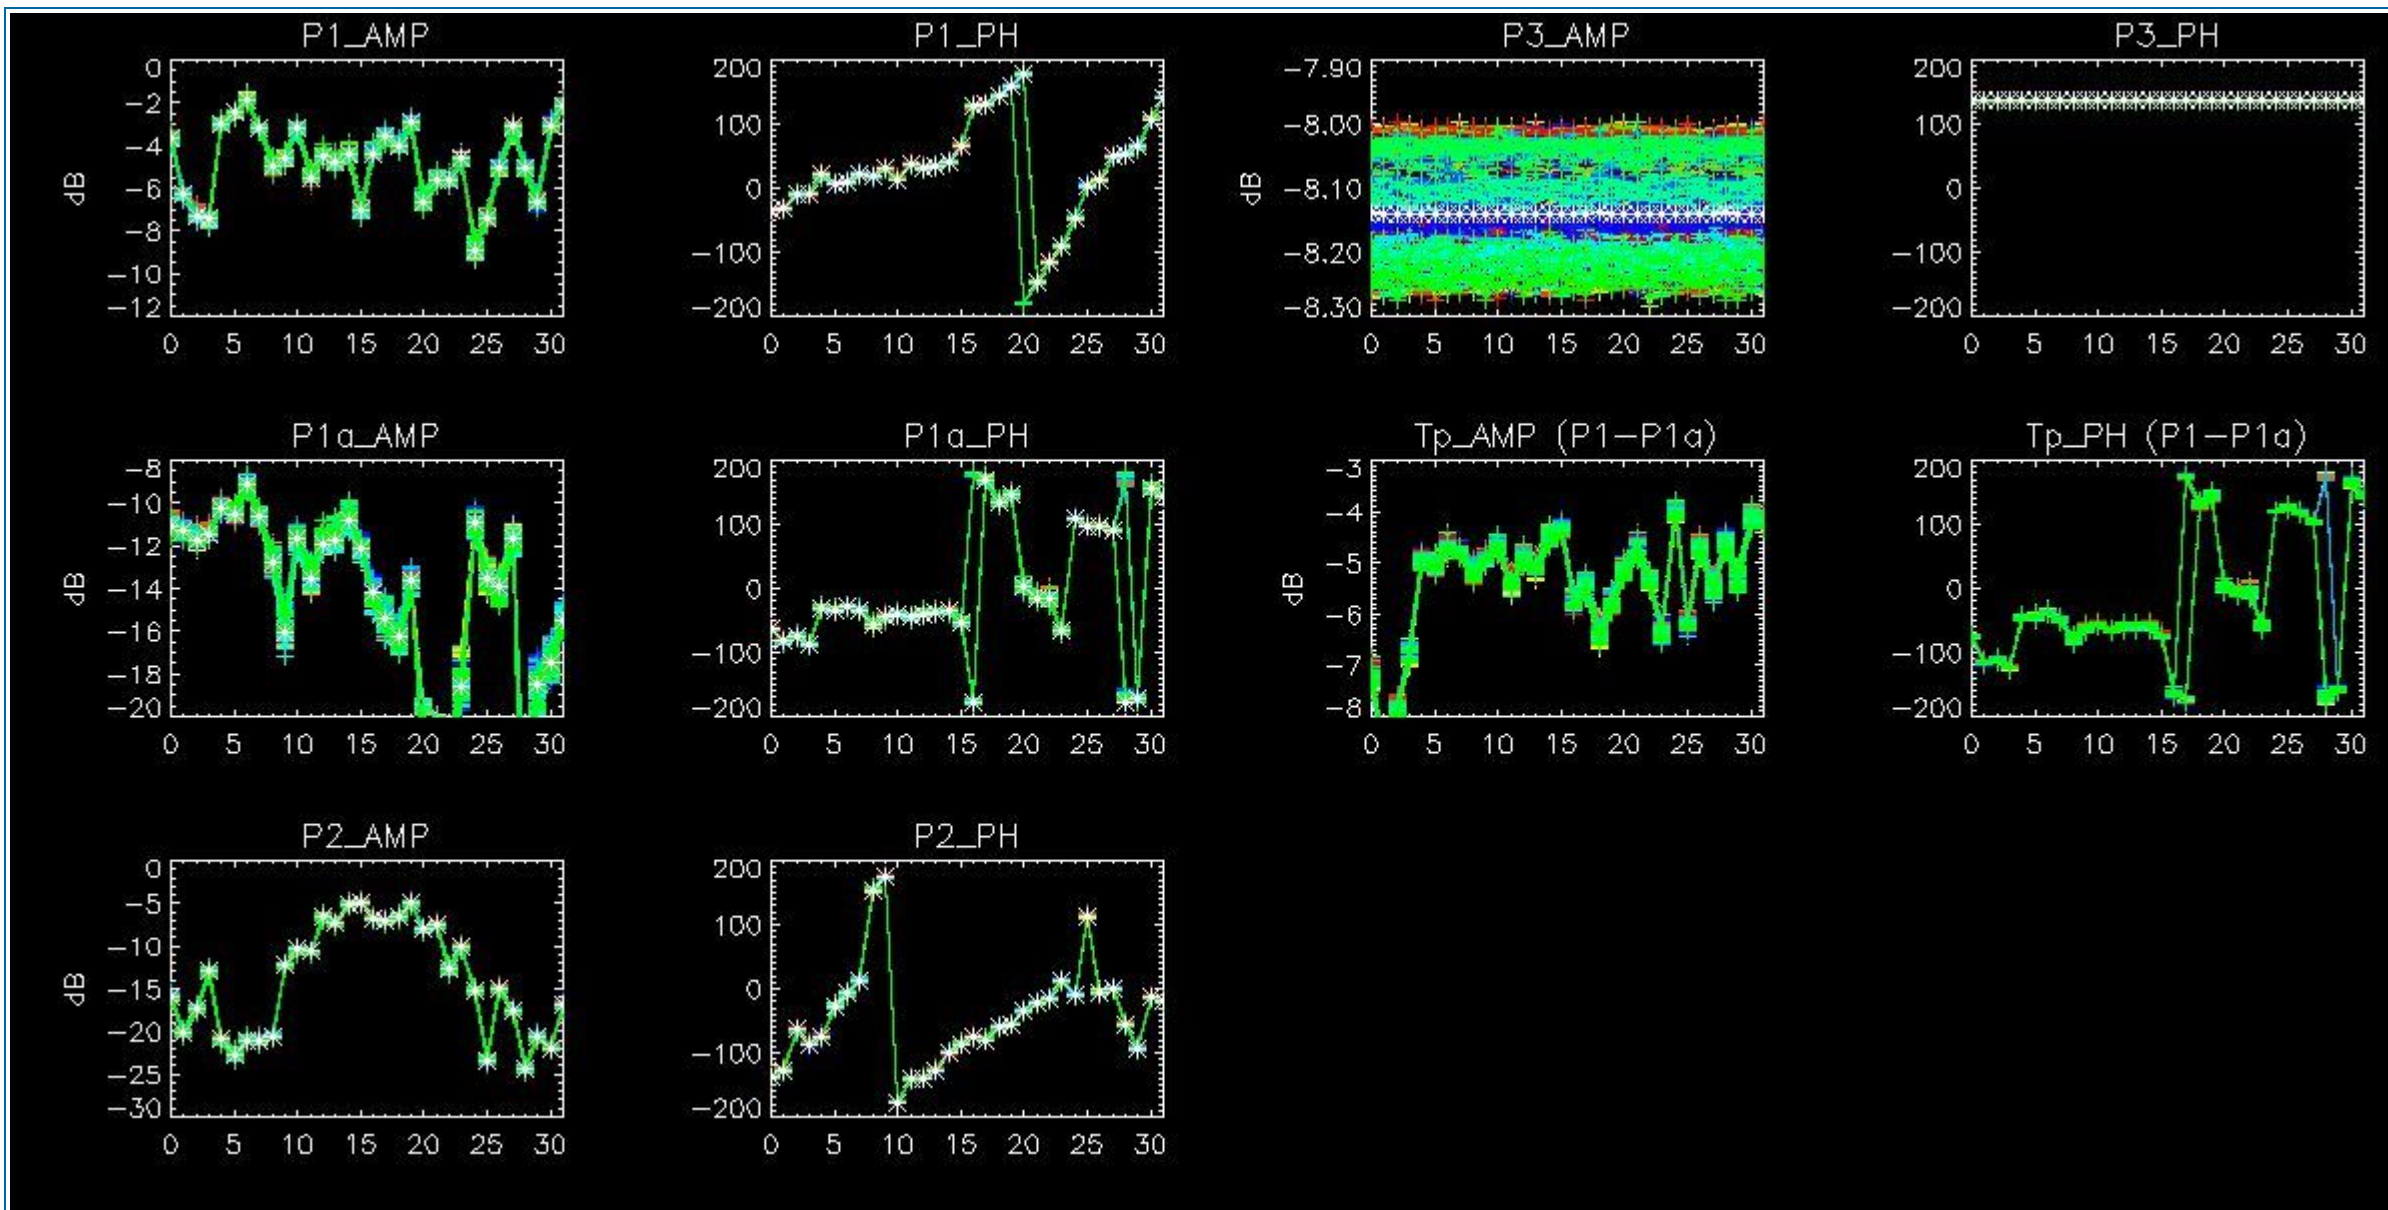 P1_AMP
0
−2
−4
−6
−8
−10
−12
dB
0 5 10 15 20 25 30
P1_PH
200
100
0
−100
−200
0 5 10 15 20 25 30
P3_AMP
−7.90
−8.00
−8.10
−8.20
−8.30
dB
0 5 10 15 20 25 30
P3_PH
200
100
0
−100
−200
0 5 10 15 20 25 30
P1a_AMP
−8
−10
−12
−14
−16
−18
−20
dB
0 5 10 15 20 25 30
P1a_PH
200
100
0
−100
−200
0 5 10 15 20 25 30
Tp_AMP (P1−P1a)
−3
−4
−5
−6
−7
−8
dB
0 5 10 15 20 25 30
Tp_PH (P1−P1a)
200
100
0
−100
−200
0 5 10 15 20 25 30
P2_AMP
0
−5
−10
−15
−20
−25
−30
dB
0 5 10 15 20 25 30
P2_PH
200
100
0
−100
−200
0 5 10 15 20 25 30